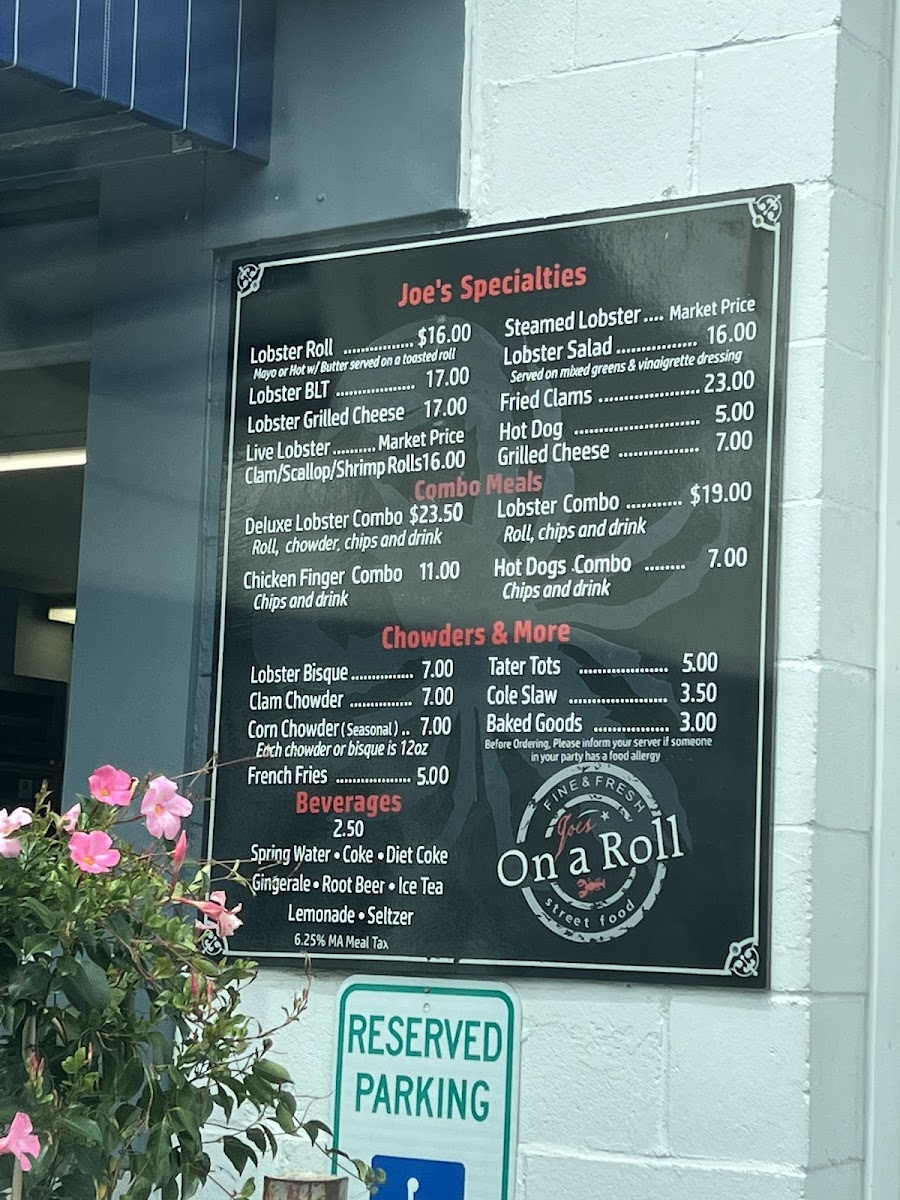 Joe's Specialties
Lobster Roll ................ $16.00
Mayo or Hot w/ Butter served on a toasted roll
Lobster BLT .................. 17.00
Lobster Grilled Cheese 17.00
Live Lobster.......... Market Price
Clam/Scallop/Shrimp Rolls16.00
Steamed Lobster.... Market Price
Lobster Salad................ 16.00
Served on mixed greens & vinaigrette dressing
Fried Clams .....................23.00
Hot Dog .......................... 5.00
Grilled Cheese ................ 7.00
Combo Meals
Deluxe Lobster Combo $23.50
Roll, chowder, chips and drink
Chicken Finger Combo 11.00
Chips and drink
Lobster Combo ........... $19.00
Roll, chips and drink
Hot Dogs Combo ........ 7.00
Chips and drink
Chowders & More
Lobster Bisque.............. 7.00
Clam Chowder .............. 7.00
Corn Chowder (Seasonal).. 7.00
Each chowder or bisque is 12oz
French Fries ................. 5.00
Tater Tots .................... 5.00
Cole Slaw ...................... 3.50
Baked Goods ................. 3.00
Before Ordering, Please inform your server if someone
in your party has a food allergy
Beverages
2.50
Spring Water • Coke • Diet Coke
Gingerale • Root Beer • Ice Tea
Lemonade • Seltzer
6.25% MA Meal Tax
FINE & FRESH
Joe's
On a Roll
street food
RESERVED
PARKING